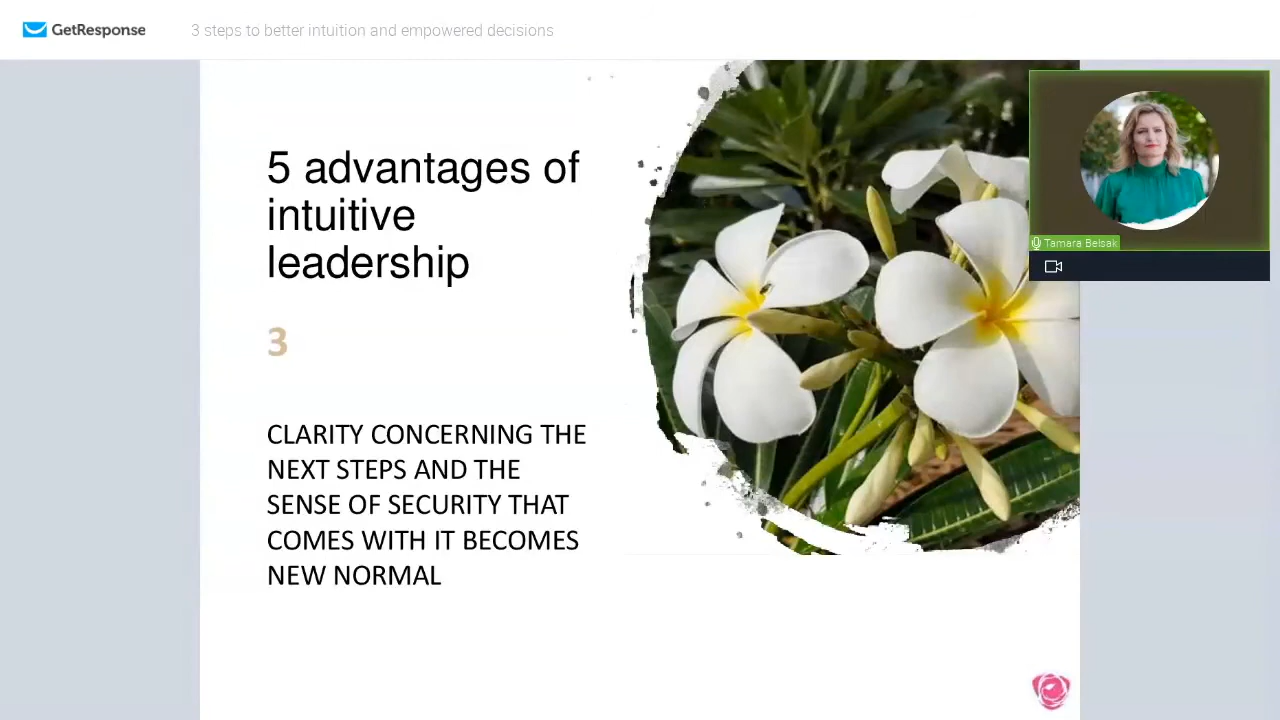 GetResponse
3 steps to better intuition and empowered decisions
5 advantages of
intuitive
leadership
3
CLARITY CONCERNING THE
NEXT STEPS AND THE
SENSE OF SECURITY THAT
COMES WITH IT BECOMES
NEW NORMAL
Tamara Belsak